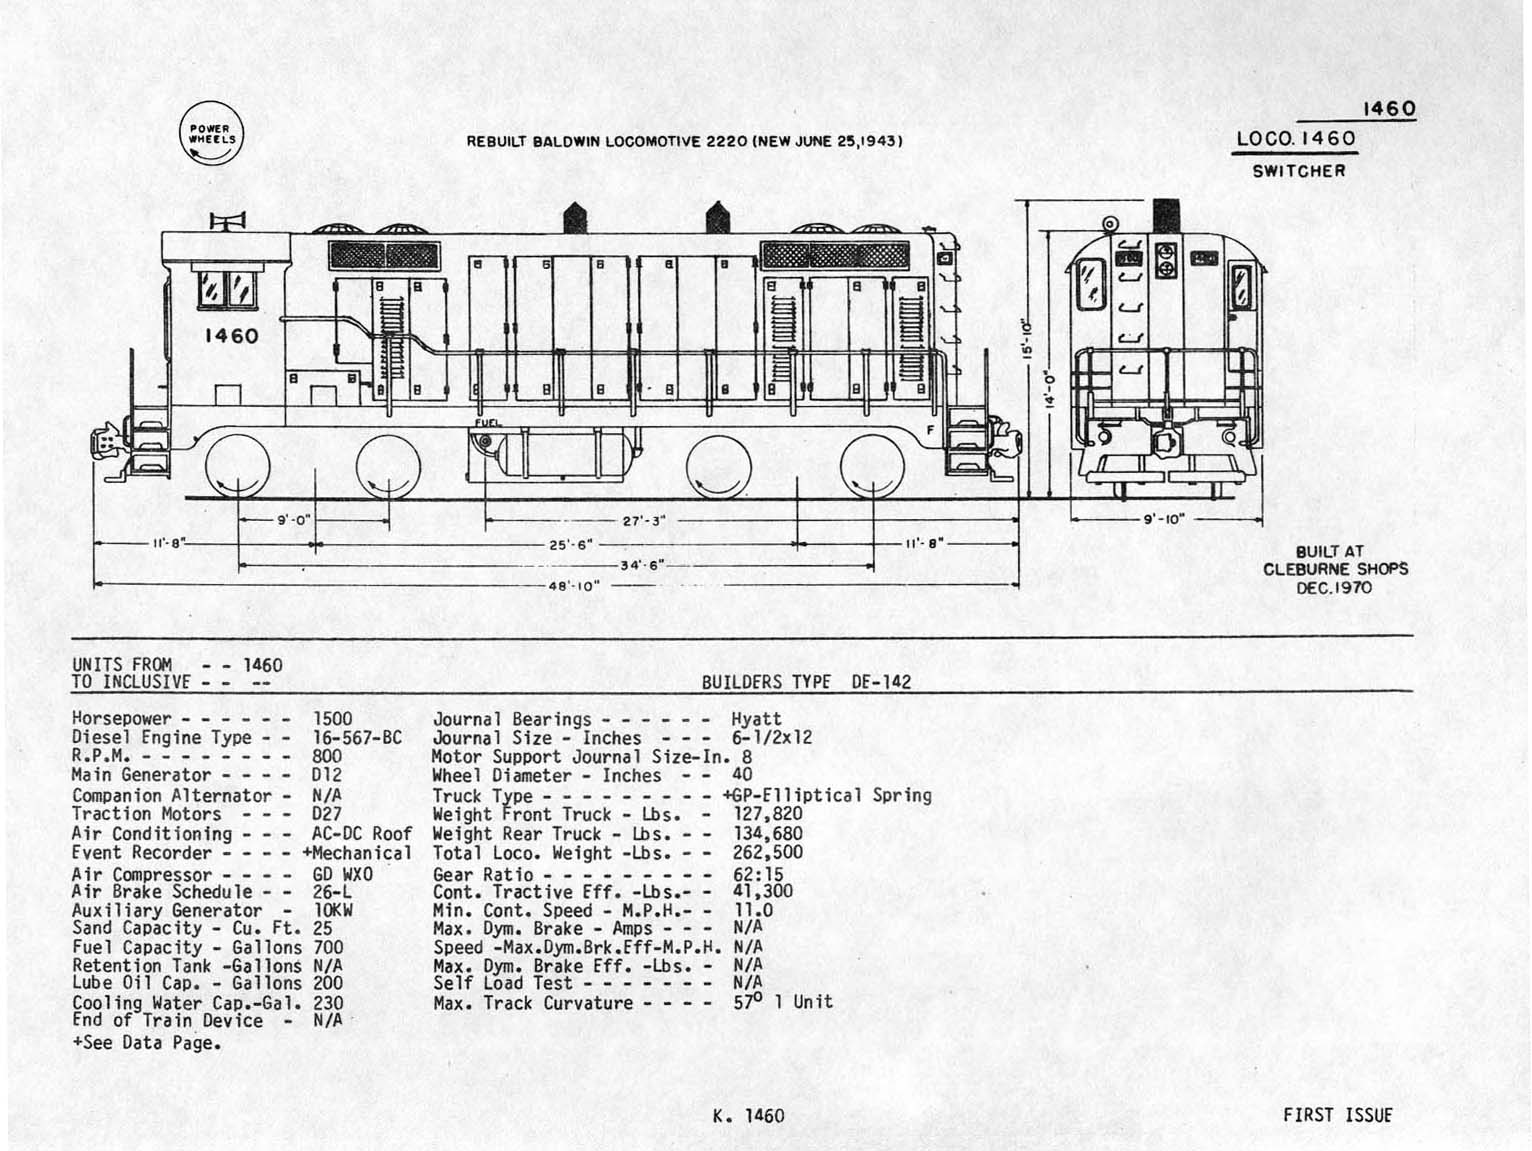 1460
POWER
WHEELS
REBUILT BALDWIN LOCOMOTIVE 2220 (NEW JUNE 25,1943)
LOCO. 1460
SWITCHER
1460
FUEL
F
15'-10"
14'-0"
9'-0"
27'-3"
9'-10"
11'-8"
25'-6"
11'-8"
34'-6"
48'-10"
BUILT AT
CLEBURNE SHOPS
DEC. 1970
UNITS FROM - - 1460
TO INCLUSIVE - - --
BUILDERS TYPE DE-142
Horsepower - - - - - - 1500
Diesel Engine Type - - 16-567-BC
R.P.M. - - - - - - - - 800
Main Generator - - - - D12
Companion Alternator - N/A
Traction Motors - - - D27
Air Conditioning - - - AC-DC Roof
Event Recorder - - - - +Mechanical
Air Compressor - - - - GD WXO
Air Brake Schedule - - 26-L
Auxiliary Generator - 10KW
Sand Capacity - Cu. Ft. 25
Fuel Capacity - Gallons 700
Retention Tank -Gallons N/A
Lube Oil Cap. - Gallons 200
Cooling Water Cap.-Gal. 230
End of Train Device - N/A
+See Data Page.
Journal Bearings - - - - - - Hyatt
Journal Size - Inches - - - 6-1/2x12
Motor Support Journal Size-In. 8
Wheel Diameter - Inches - - 40
Truck Type - - - - - - - - - +GP-Elliptical Spring
Weight Front Truck - Lbs. - 127,820
Weight Rear Truck - Lbs. - - 134,680
Total Loco. Weight -Lbs. - - 262,500
Gear Ratio - - - - - - - - - 62:15
Cont. Tractive Eff. -Lbs.- - 41,300
Min. Cont. Speed - M.P.H.- - 11.0
Max. Dym. Brake - Amps - - - N/A
Speed -Max.Dym.Brk.Eff-M.P.H. N/A
Max. Dym. Brake Eff. -Lbs. - N/A
Self Load Test - - - - - - - N/A
Max. Track Curvature - - - - 57° 1 Unit
K. 1460
FIRST ISSUE